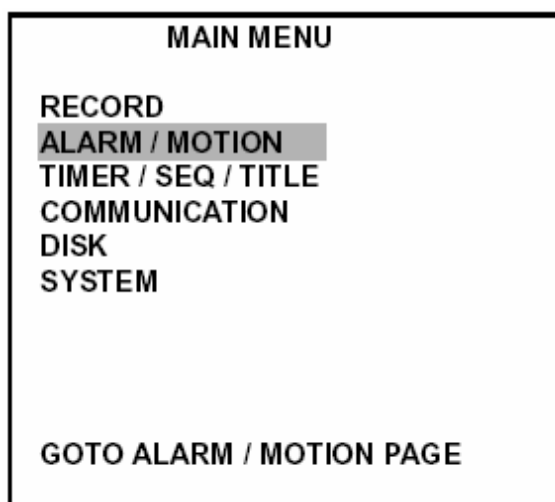 MAIN MENU
RECORD
ALARM / MOTION
TIMER / SEQ / TITLE
COMMUNICATION
DISK
SYSTEM
GOTO ALARM / MOTION PAGE